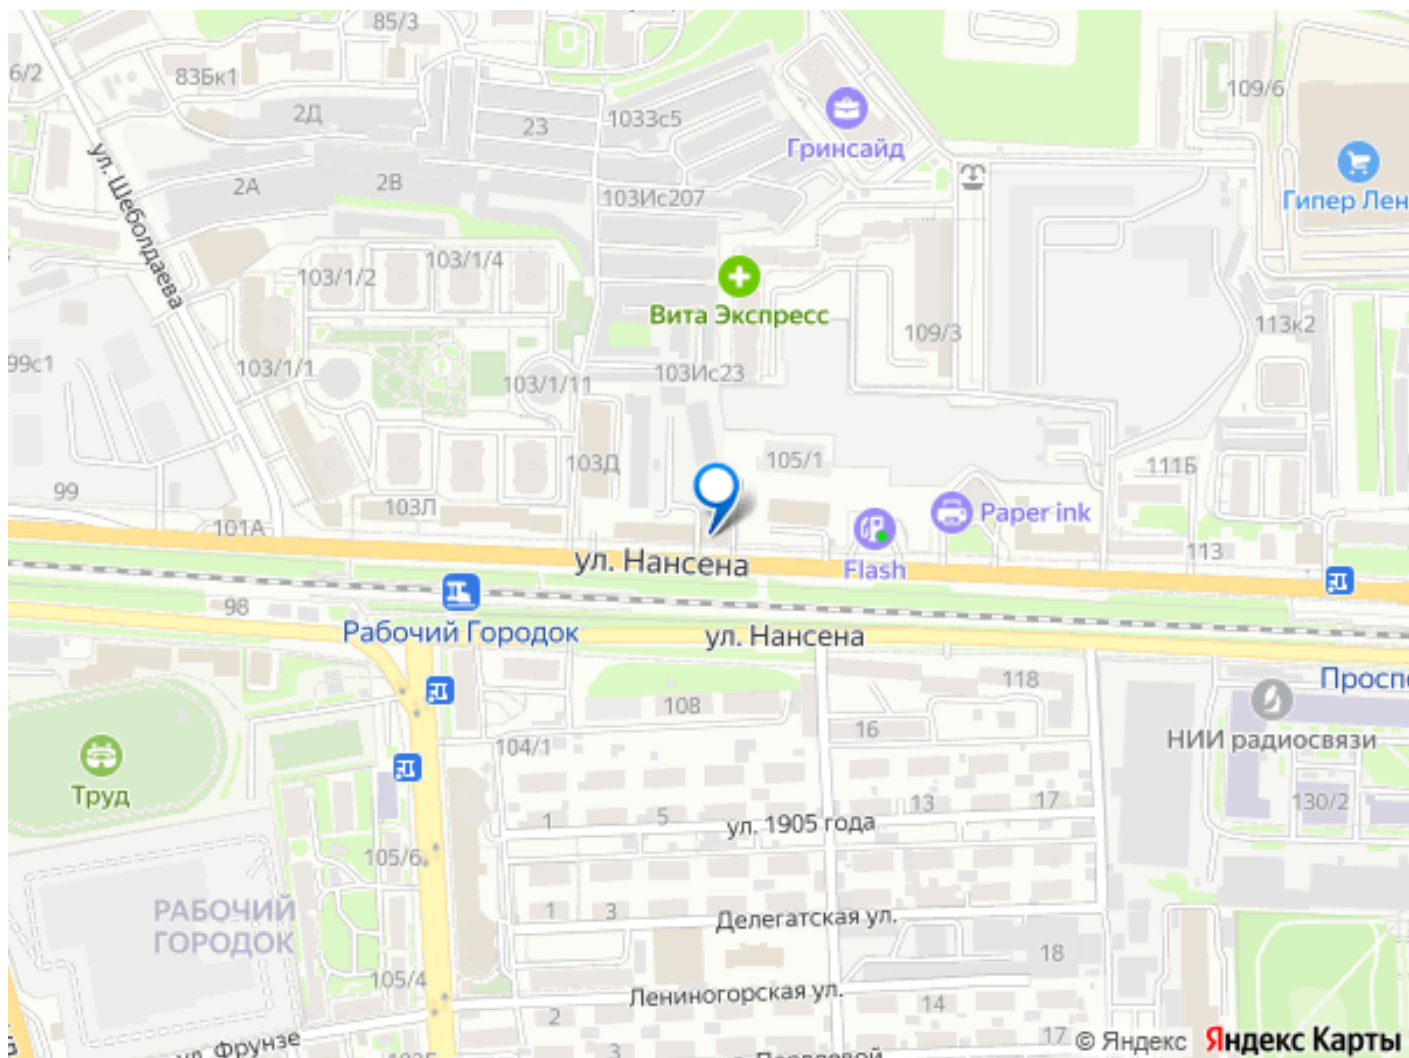 85/3
6/2
83Бк1
109/6
2Д
23
1033с5
Гринсайд
ул. Шеболдаева
2А
2В
103Ис207
Гипер Лен
103/1/2
103/1/4
Вита Экспресс
109/3
113к2
99с1
103/1/1
103/1/11
103Ис23
103Д
105/1
111Б
99
103Л
101А
Paper ink
ул. Нансена
Flash
113
98
Рабочий Городок
ул. Нансена
108
118
Просп
16
НИИ радиосвязи
104/1
Труд
1
5
13
17
130/2
ул. 1905 года
105/6
РАБОЧИЙ
ГОРОДОК
1
3
Делегатская ул.
18
105/4
Лениногорская ул.
14
2
ул. Фрунзе
3
17
© Яндекс
Яндекс Карты